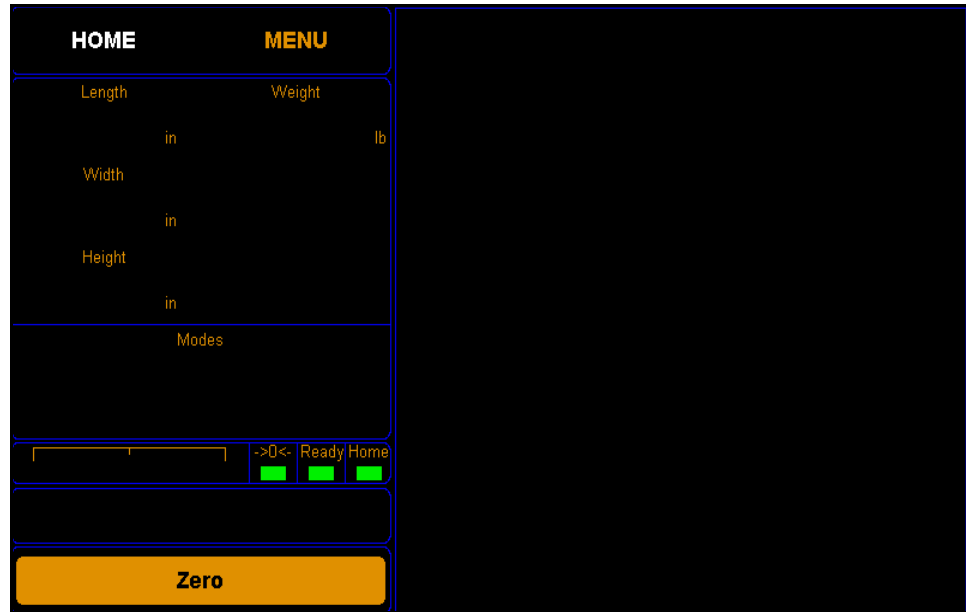 HOME MENU
Length Weight
in lb
Width
in
Height
in
Modes
->0<- Ready Home
Zero